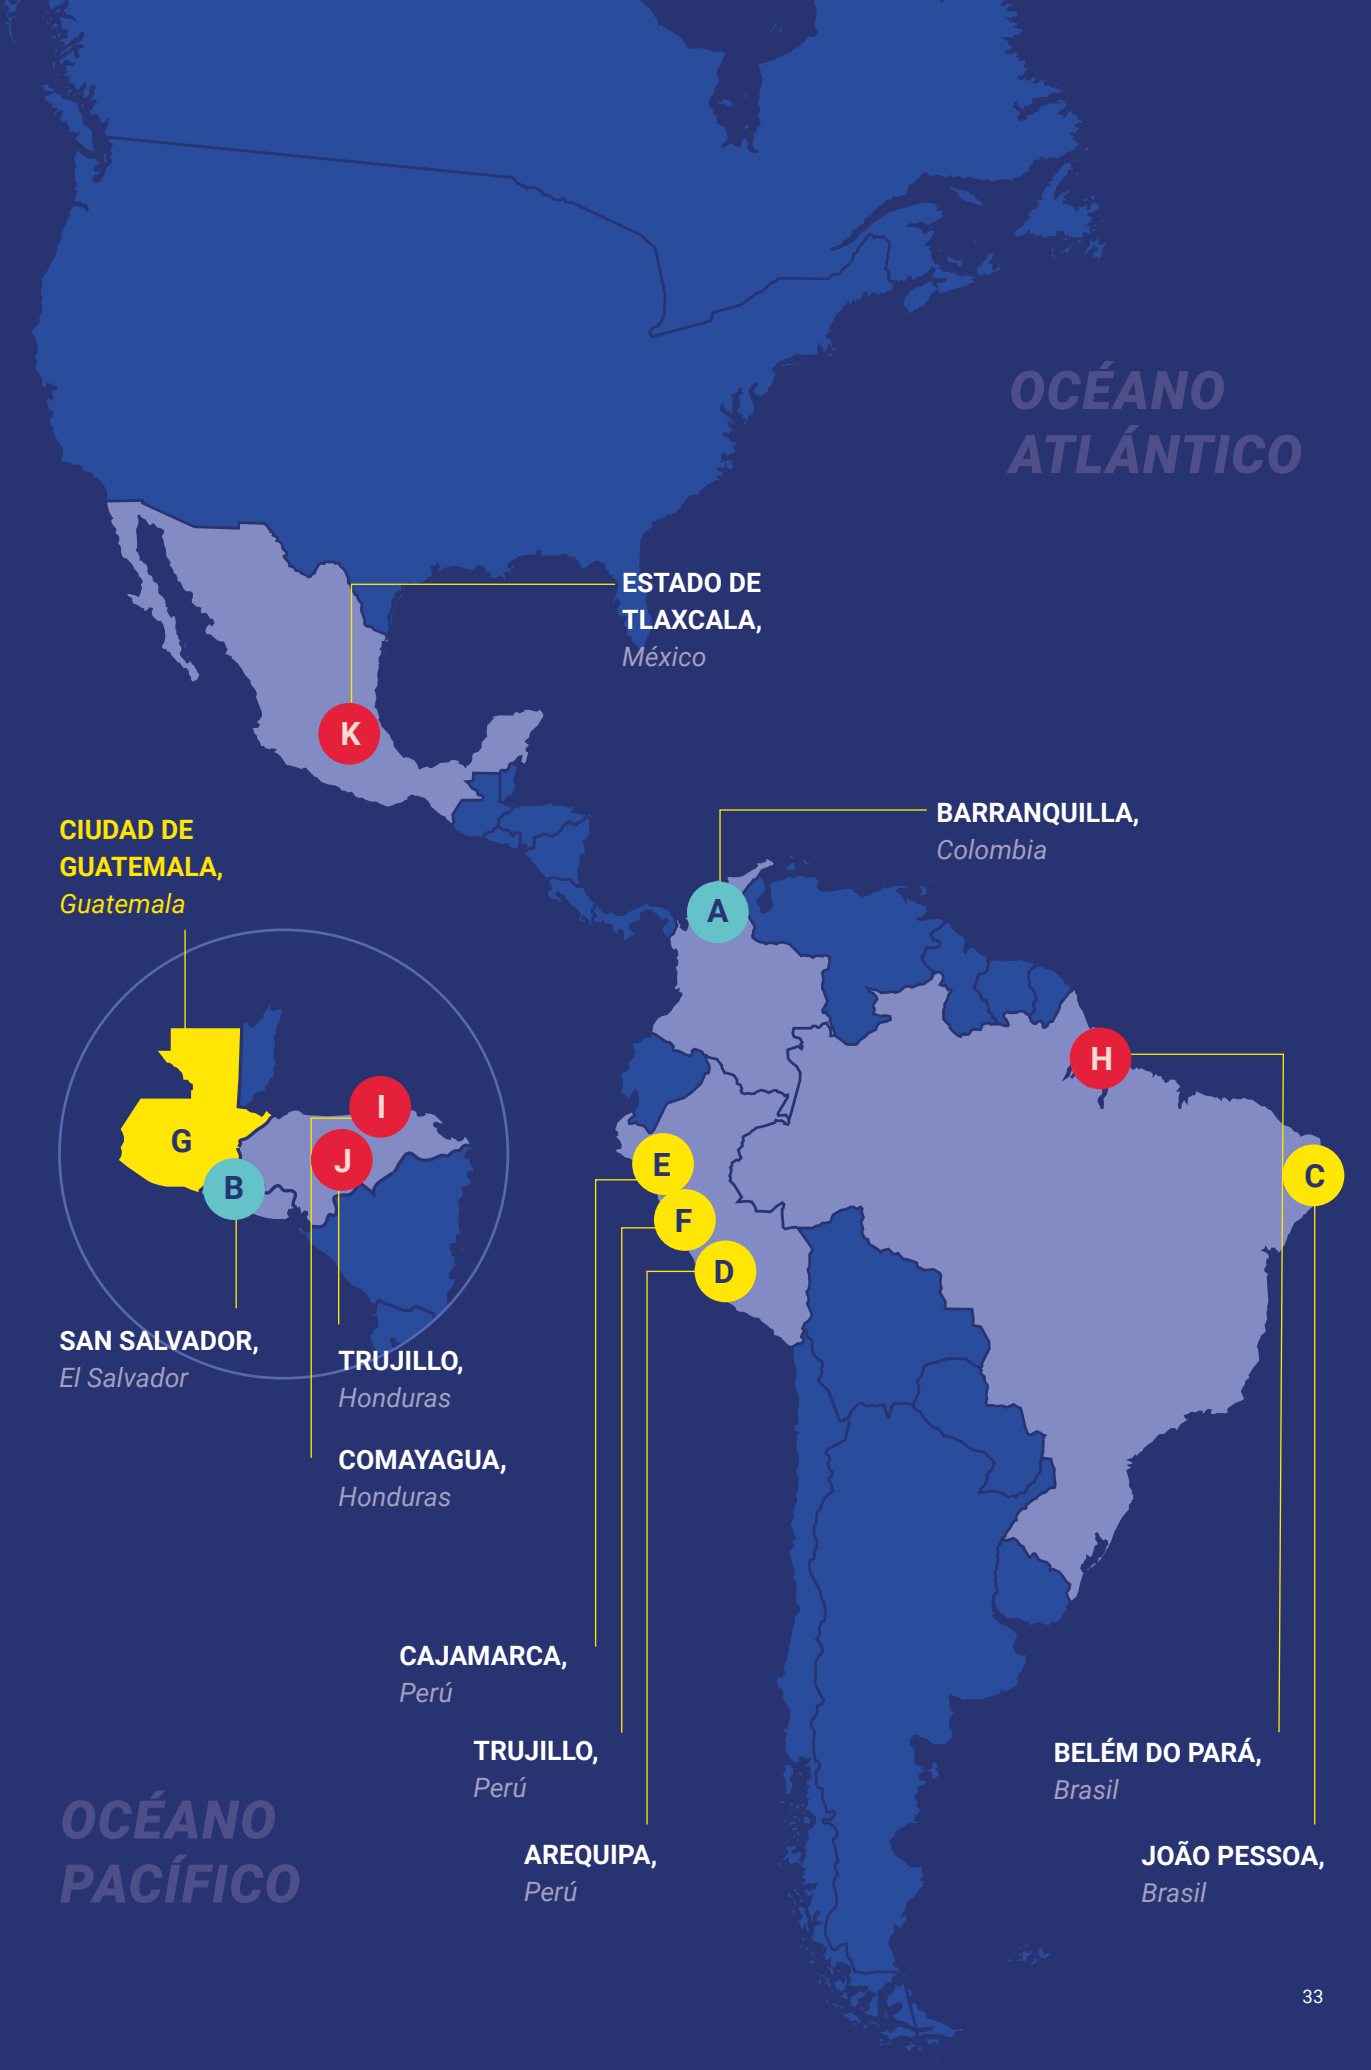 OCÉANO
ATLÁNTICO
ESTADO DE
TLAXCALA,
México
K
CIUDAD DE
GUATEMALA,
Guatemala
BARRANQUILLA,
Colombia
A
H
I
G
J
B
E
C
F
D
SAN SALVADOR,
El Salvador
TRUJILLO,
Honduras
COMAYAGUA,
Honduras
CAJAMARCA,
Perú
TRUJILLO,
Perú
BELÉM DO PARÁ,
Brasil
OCÉANO
PACÍFICO
AREQUIPA,
Perú
JOÃO PESSOA,
Brasil
33